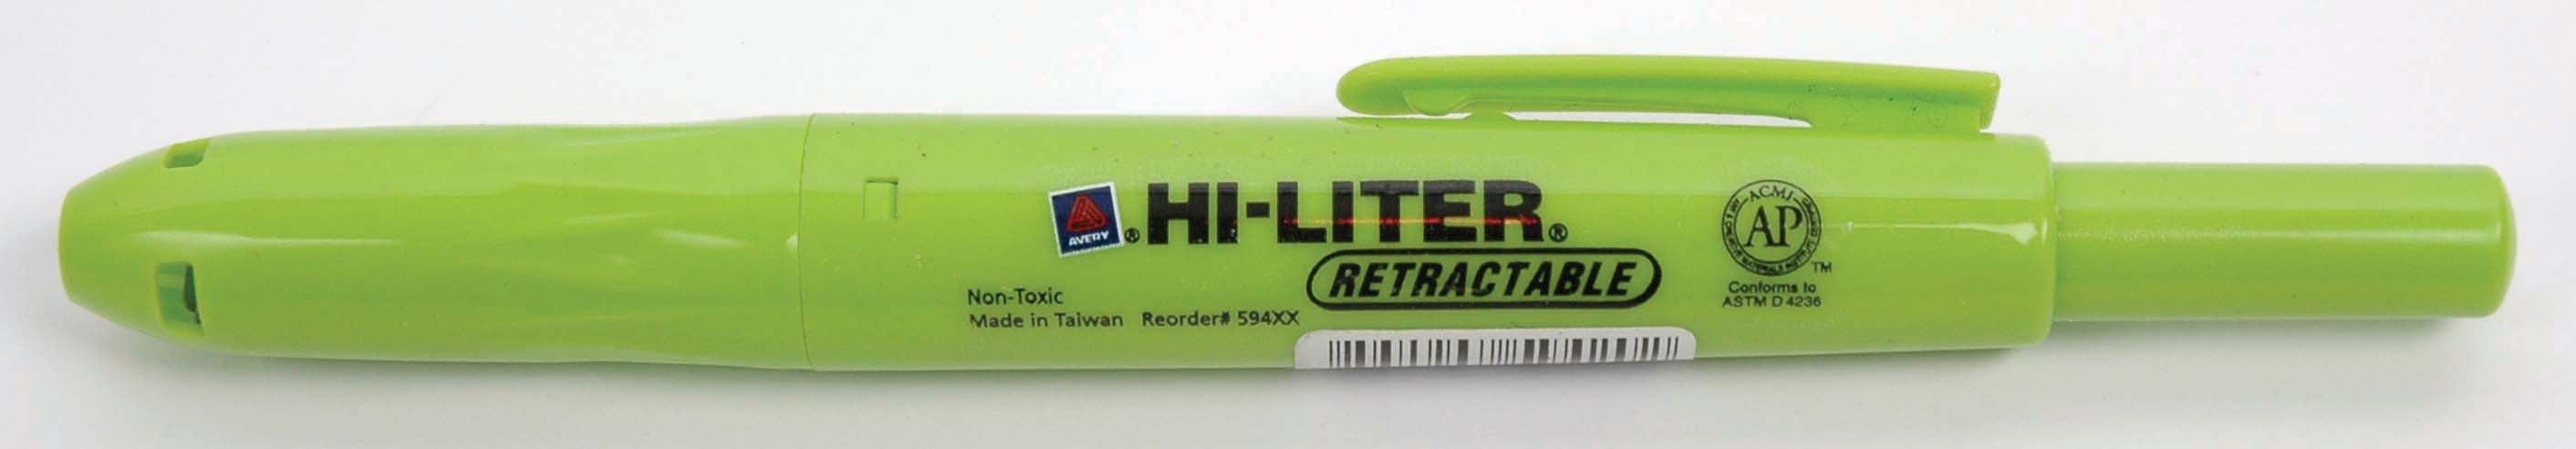 AVERY ® HI-LITER®
RETRACTABLE
Non-Toxic
Made in Taiwan Reorder# 594XX
ACMI
AP
TM
Conforms to
ASTM D 4236